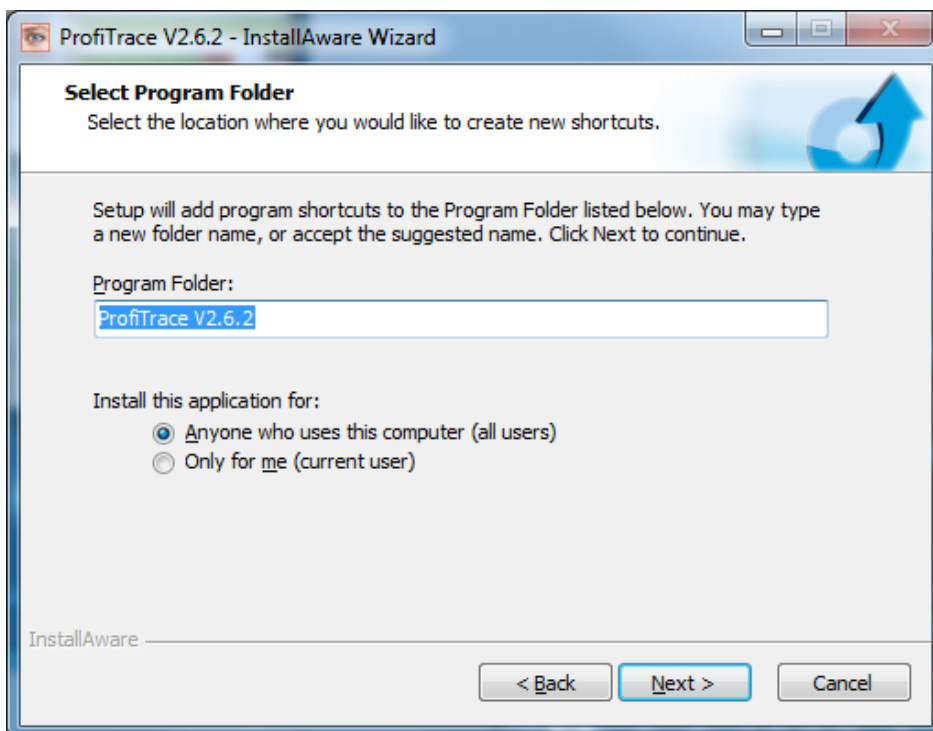 ProfiTrace V2.6.2 - InstallAware Wizard
Select Program Folder
Select the location where you would like to create new shortcuts.
Setup will add program shortcuts to the Program Folder listed below. You may type
a new folder name, or accept the suggested name. Click Next to continue.
Program Folder:
ProfiTrace V2.6.2
Install this application for:
Anyone who uses this computer (all users)
Only for me (current user)
InstallAware
< Back Next > Cancel